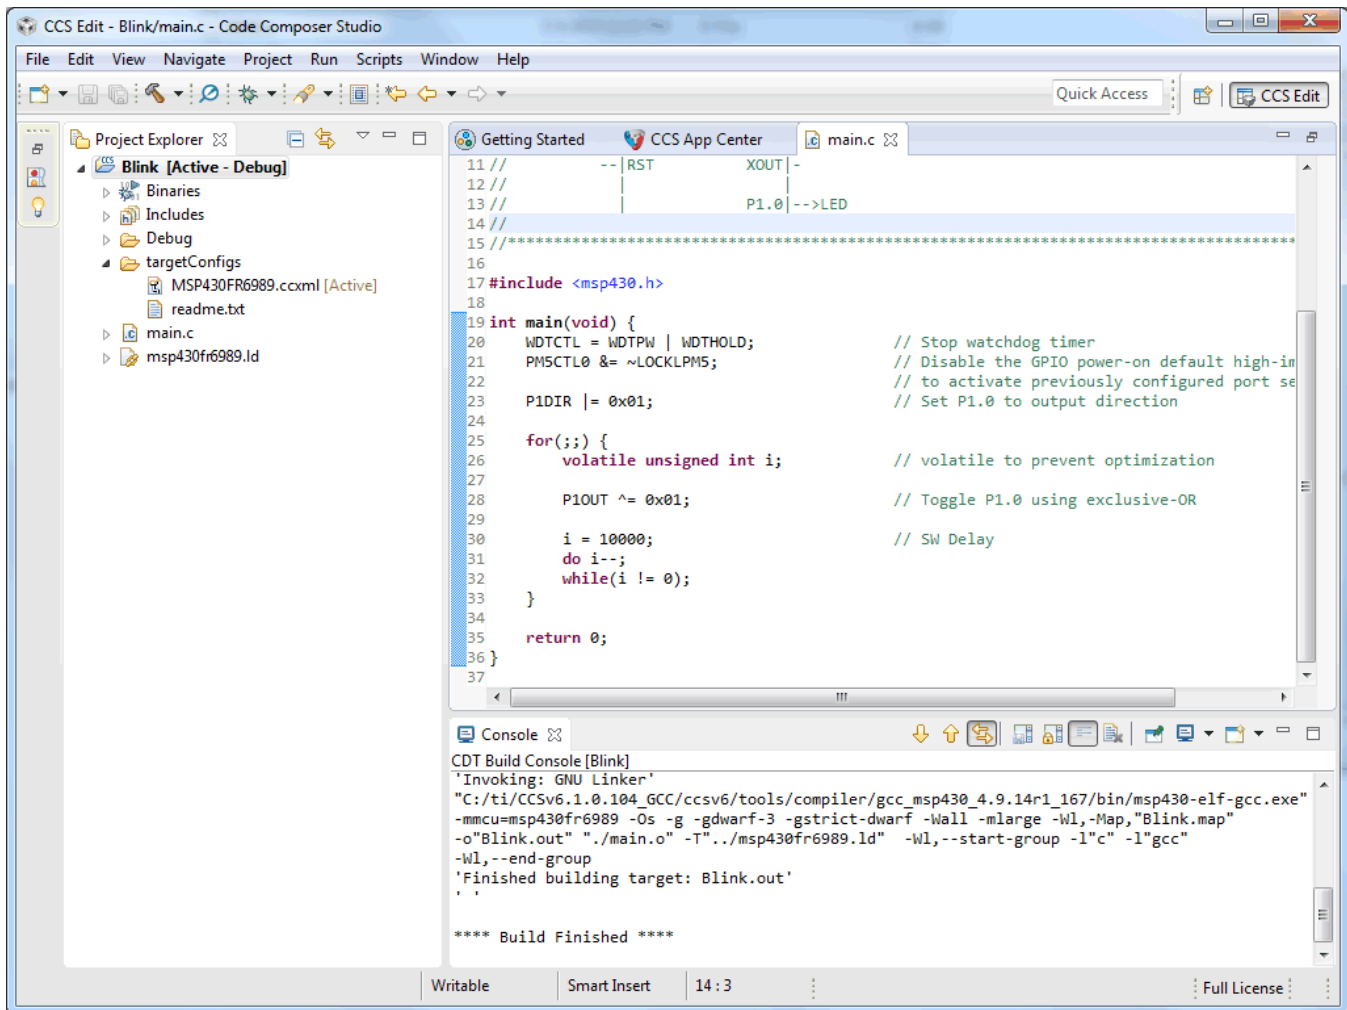 CCS Edit - Blink/main.c - Code Composer Studio
File Edit View Navigate Project Run Scripts Window Help
Quick Access
CCS Edit
Project Explorer
Blink [Active - Debug]
Binaries
Includes
Debug
targetConfigs
MSP430FR6989.ccxml [Active]
readme.txt
main.c
msp430fr6989.ld
Getting Started CCS App Center main.c
11 //          --|RST          XOUT|-
12 //            |                 |
13 //            |             P1.0|-->LED
14 //
15 //**************************************************************************************
16
17 #include <msp430.h>
18
19 int main(void) {
20     WDTCTL = WDTPW | WDTHOLD;               // Stop watchdog timer
21     PM5CTL0 &= ~LOCKLPM5;                   // Disable the GPIO power-on default high-im
22                                             // to activate previously configured port se
23     P1DIR |= 0x01;                          // Set P1.0 to output direction
24
25     for(;;) {
26         volatile unsigned int i;            // volatile to prevent optimization
27
28         P1OUT ^= 0x01;                      // Toggle P1.0 using exclusive-OR
29
30         i = 10000;                          // SW Delay
31         do i--;
32         while(i != 0);
33     }
34
35     return 0;
36 }
37
Console
CDT Build Console [Blink]
'Invoking: GNU Linker'
"C:/ti/CCSv6.1.0.104_GCC/ccsv6/tools/compiler/gcc_msp430_4.9.14r1_167/bin/msp430-elf-gcc.exe"
-mmcu=msp430fr6989 -Os -g -gdwarf-3 -gstrict-dwarf -Wall -mlarge -Wl,-Map,"Blink.map"
-o"Blink.out" "./main.o" -T"../msp430fr6989.ld"  -Wl,--start-group -l"c" -l"gcc"
-Wl,--end-group
'Finished building target: Blink.out'
' '
**** Build Finished ****
Writable Smart Insert 14 : 3 Full License